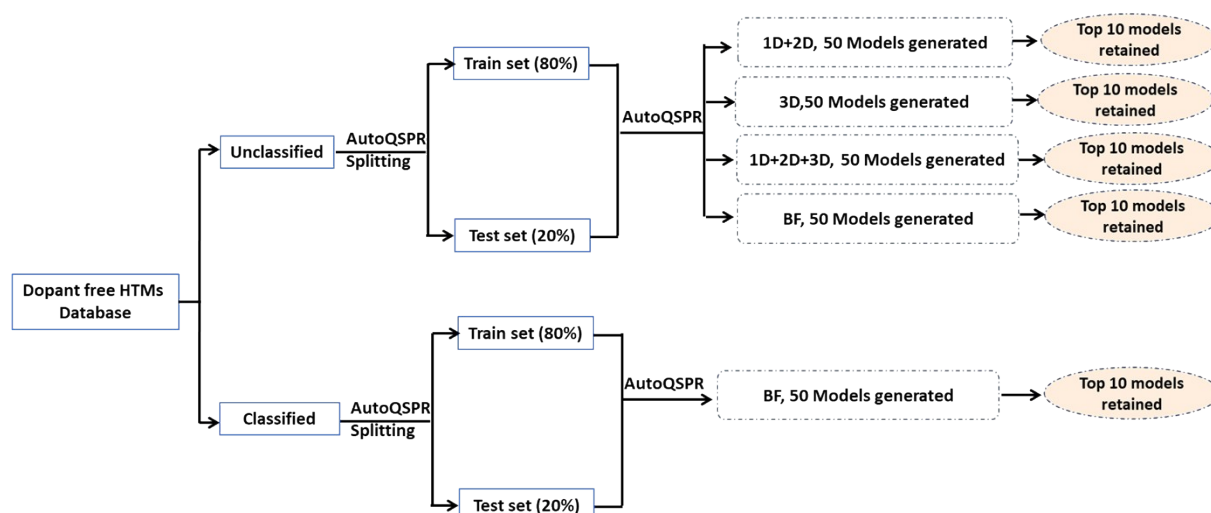 Dopant free HTMs
Database
Unclassified
AutoQSPR
Splitting
Train set (80%)
Test set (20%)
AutoQSPR
1D+2D, 50 Models generated
Top 10 models
retained
3D,50 Models generated
Top 10 models
retained
1D+2D+3D, 50 Models generated
Top 10 models
retained
BF, 50 Models generated
Top 10 models
retained
Classified
AutoQSPR
Splitting
Train set (80%)
Test set (20%)
AutoQSPR
BF, 50 Models generated
Top 10 models
retained